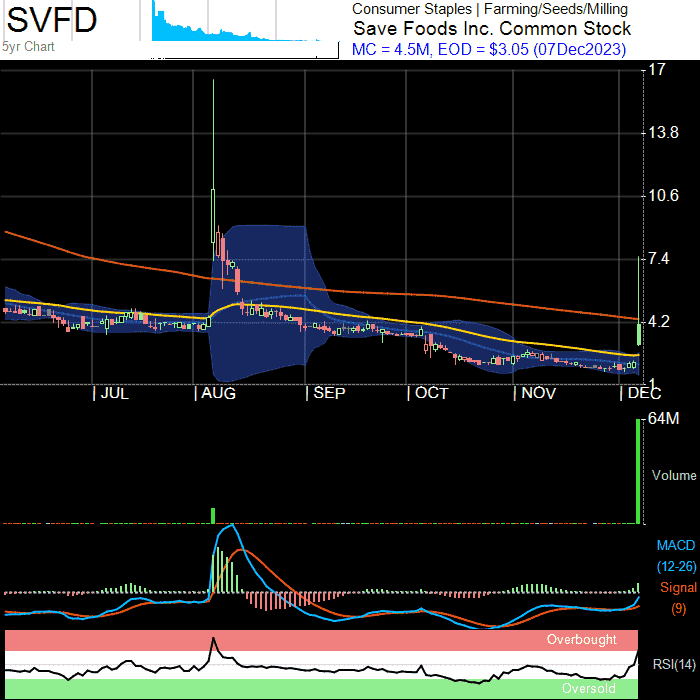 SVFD
5yr Chart
Consumer Staples | Farming/Seeds/Milling
Save Foods Inc. Common Stock
MC = 4.5M, EOD = $3.05 (07Dec2023)
17
13.8
10.6
7.4
4.2
1
JUL AUG SEP OCT NOV DEC
64M
Volume
MACD
(12-26)
Signal
(9)
Overbought
RSI(14)
Oversold